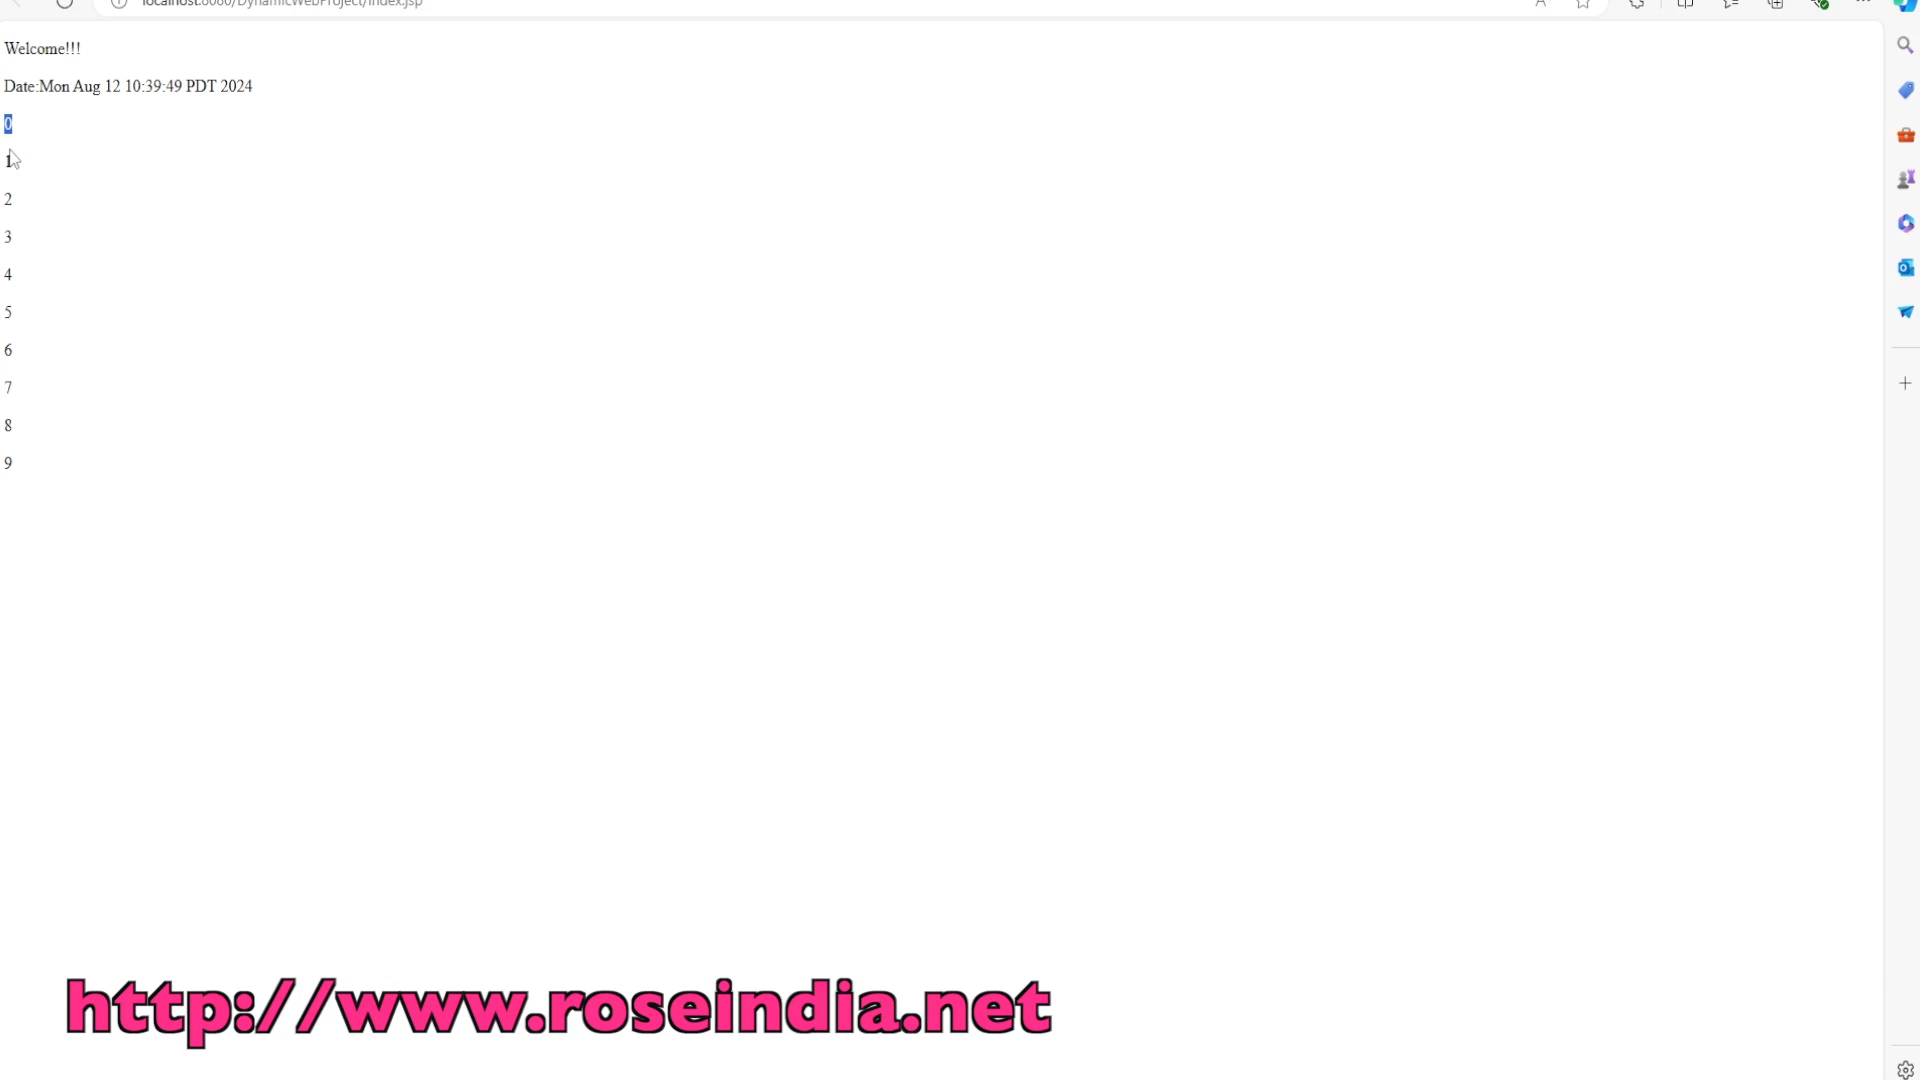 localhost:8080/DynamicWebProject/index.jsp
Welcome!!!
Date:Mon Aug 12 10:39:49 PDT 2024
0
1
2
3
4
5
6
7
8
9
http://www.roseindia.net